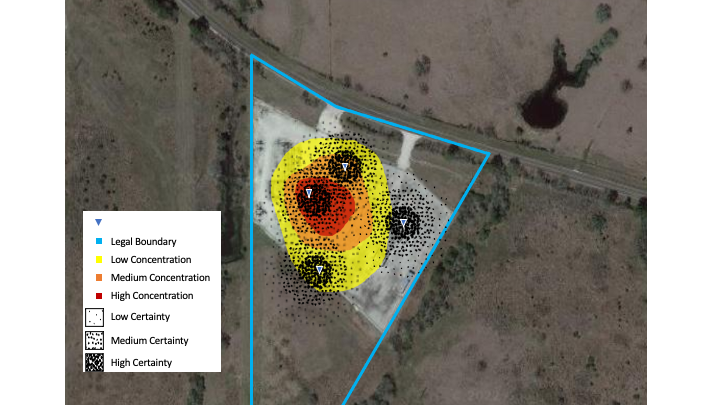 Legal Boundary
Low Concentration
Medium Concentration
High Concentration
Low Certainty
Medium Certainty
High Certainty